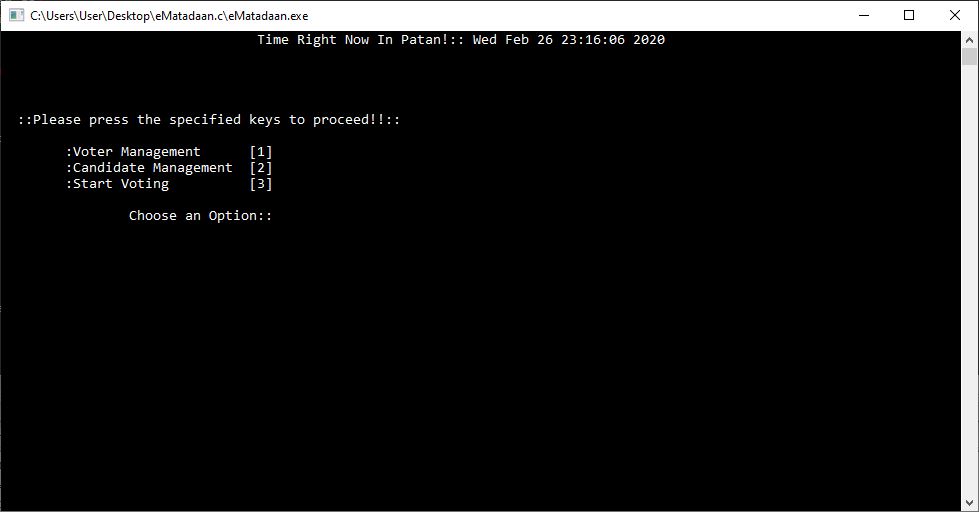 C:\Users\User\Desktop\eMatadaan.c\eMatadaan.exe
Time Right Now In Patan!:: Wed Feb 26 23:16:06 2020
::Please press the specified keys to proceed!!::
:Voter Management [1]
:Candidate Management [2]
:Start Voting [3]
Choose an Option::